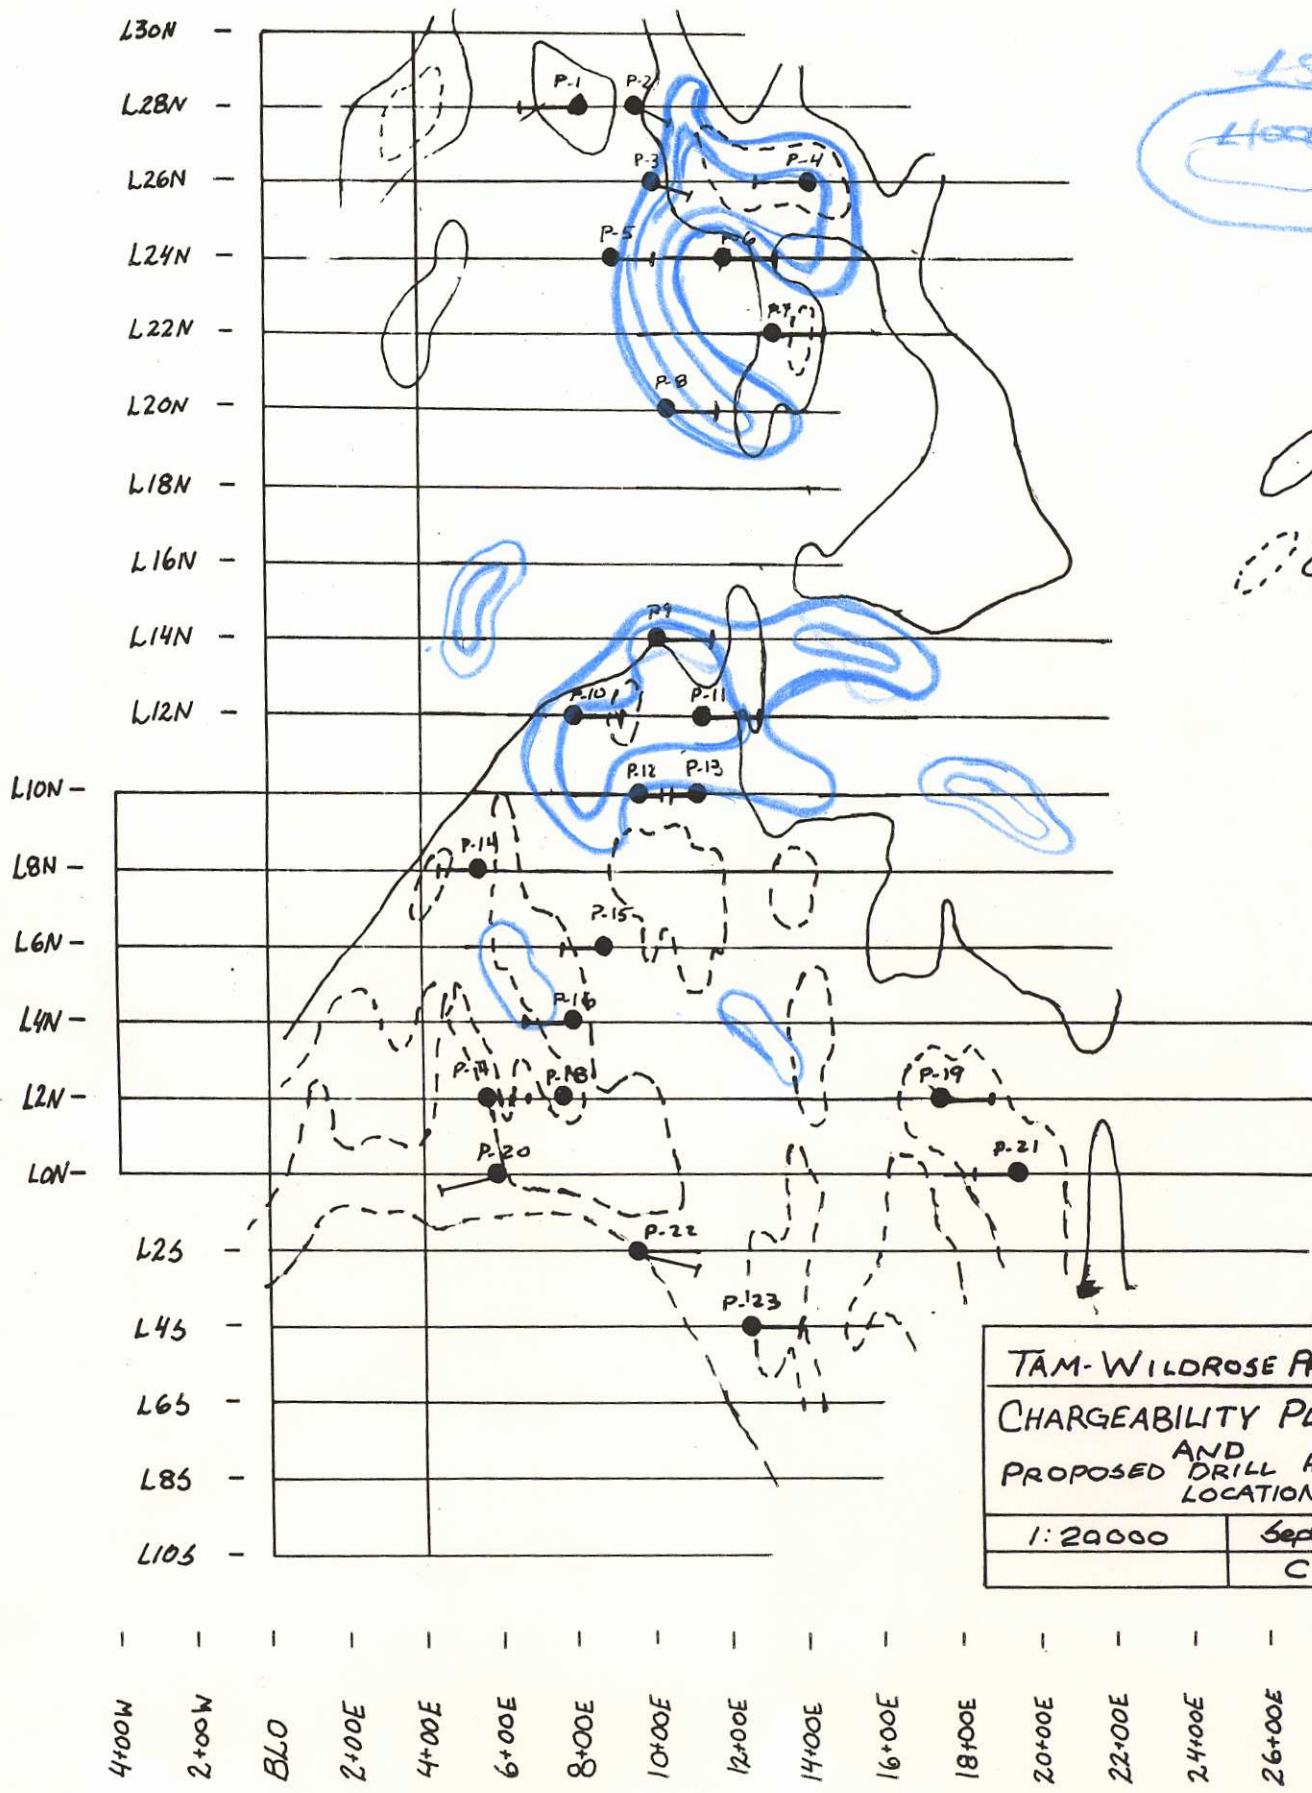 L30N
P-1 P-2
L28N
P-3 P-4
L26N
P-5 P-6
L24N
P-7
L22N
P-8
L20N
L18N
L16N
P9
L14N
P-10 P-11
L12N
P-12 P-13
L10N
P-14
L8N
P-15
L6N
P-16
L4N
P-17 P-18 P-19
L2N
P-20 P-21
L0N
P-22
L2S
P-23
L4S
L6S
L8S
L10S
TAM-WILDROSE
CHARGEABILITY
AND
PROPOSED DRILL
LOCATION
1:20000 Sep
C
4+00W 2+00W BL0 2+00E 4+00E 6+00E 8+00E 10+00E 12+00E 14+00E 16+00E 18+00E 20+00E 22+00E 24+00E 26+00E